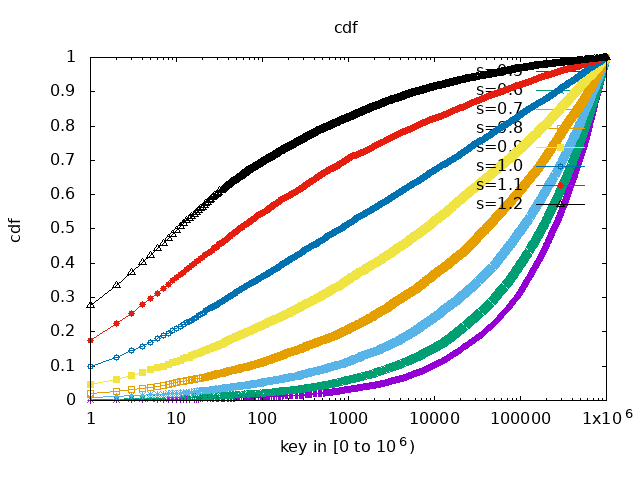 cdf
1
0.9
0.8
0.7
0.6
0.5
0.4
0.3
0.2
0.1
0
cdf
s=0.6
s=0.7
s=0.8
s=0.9
s=1.0
s=1.1
s=1.2
1 10 100 1000 10000 100000 1x10^6
key in [0 to 10^6)